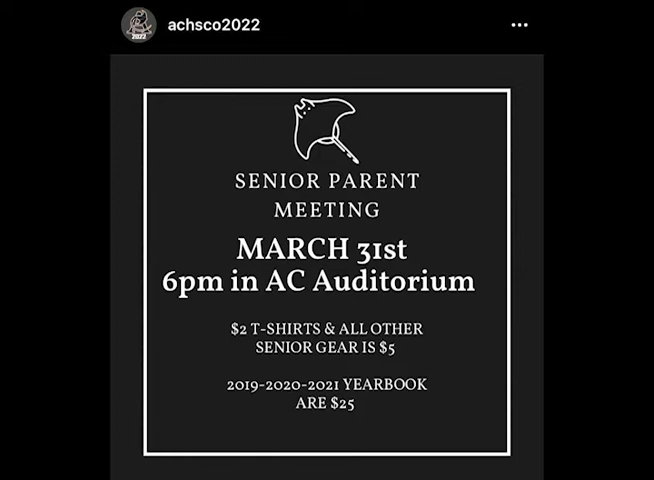 achsco2022
2022
SENIOR PARENT
MEETING
MARCH 31st
6pm in AC Auditorium
$2 T-SHIRTS & ALL OTHER
SENIOR GEAR IS $5
2019-2020-2021 YEARBOOK
ARE $25